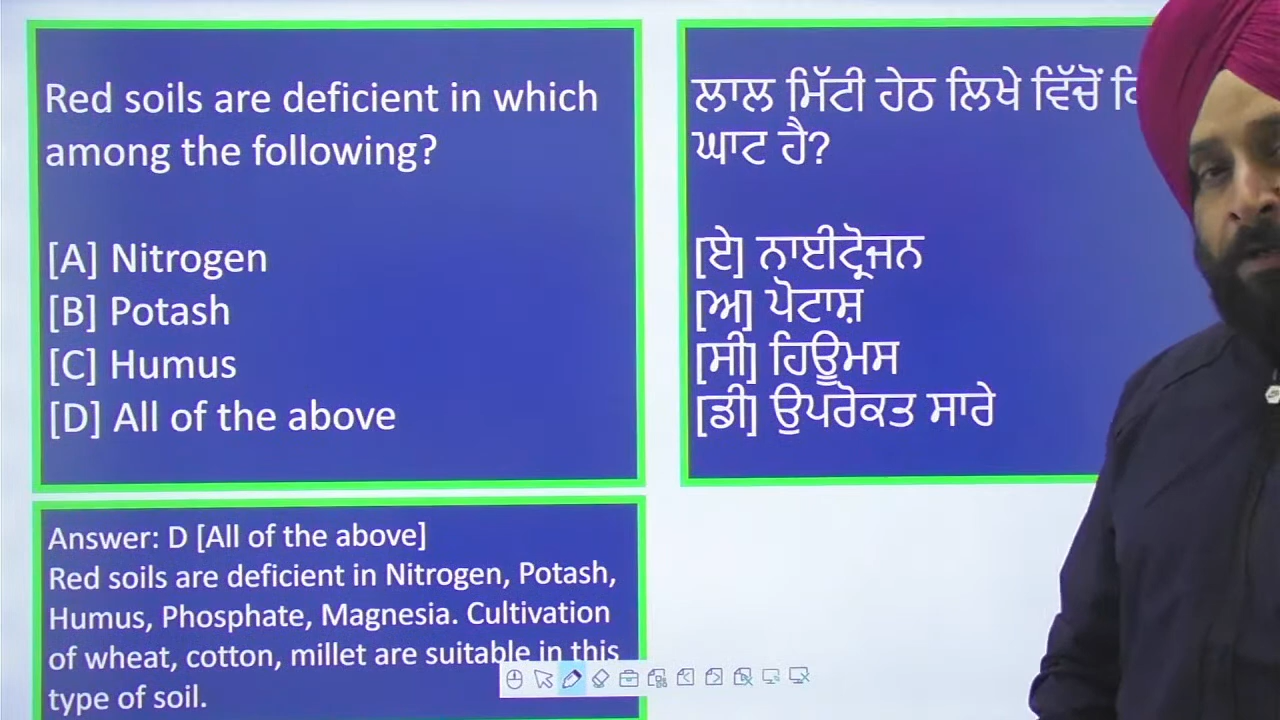 Red soils are deficient in which
among the following?
[A] Nitrogen
[B] Potash
[C] Humus
[D] All of the above
ਲਾਲ ਮਿੱਟੀ ਹੇਠ ਲਿਖੇ ਵਿੱਚੋਂ
ਘਾਟ ਹੈ?
[ਏ] ਨਾਈਟ੍ਰੋਜਨ
[ਅ] ਪੋਟਾਸ਼
[ਸੀ] ਹਿਊਮਸ
[ਡੀ] ਉਪਰੋਕਤ ਸਾਰੇ
Answer: D [All of the above]
Red soils are deficient in Nitrogen, Potash,
Humus, Phosphate, Magnesia. Cultivation
of wheat, cotton, millet are suitable in this
type of soil.